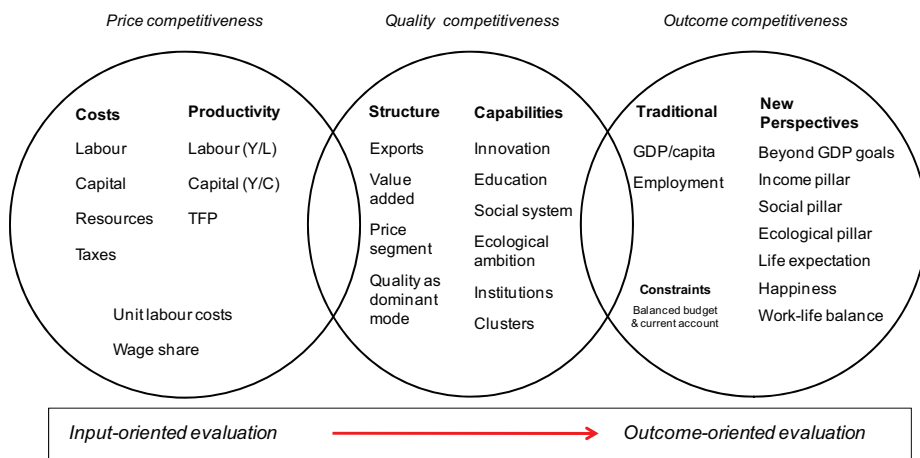 Price competitiveness
Quality competitiveness
Outcome competitiveness
Costs
Labour
Capital
Resources
Taxes
Productivity
Labour (Y/L)
Capital (Y/C)
TFP
Unit labour costs
Wage share
Structure
Exports
Value
added
Price
segment
Quality as
dominant
mode
Capabilities
Innovation
Education
Social system
Ecological
ambition
Institutions
Clusters
Traditional
GDP/capita
Employment
Constraints
Balanced budget
& current account
New
Perspectives
Beyond GDP goals
Income pillar
Social pillar
Ecological pillar
Life expectation
Happiness
Work-life balance
Input-oriented evaluation
Outcome-oriented evaluation